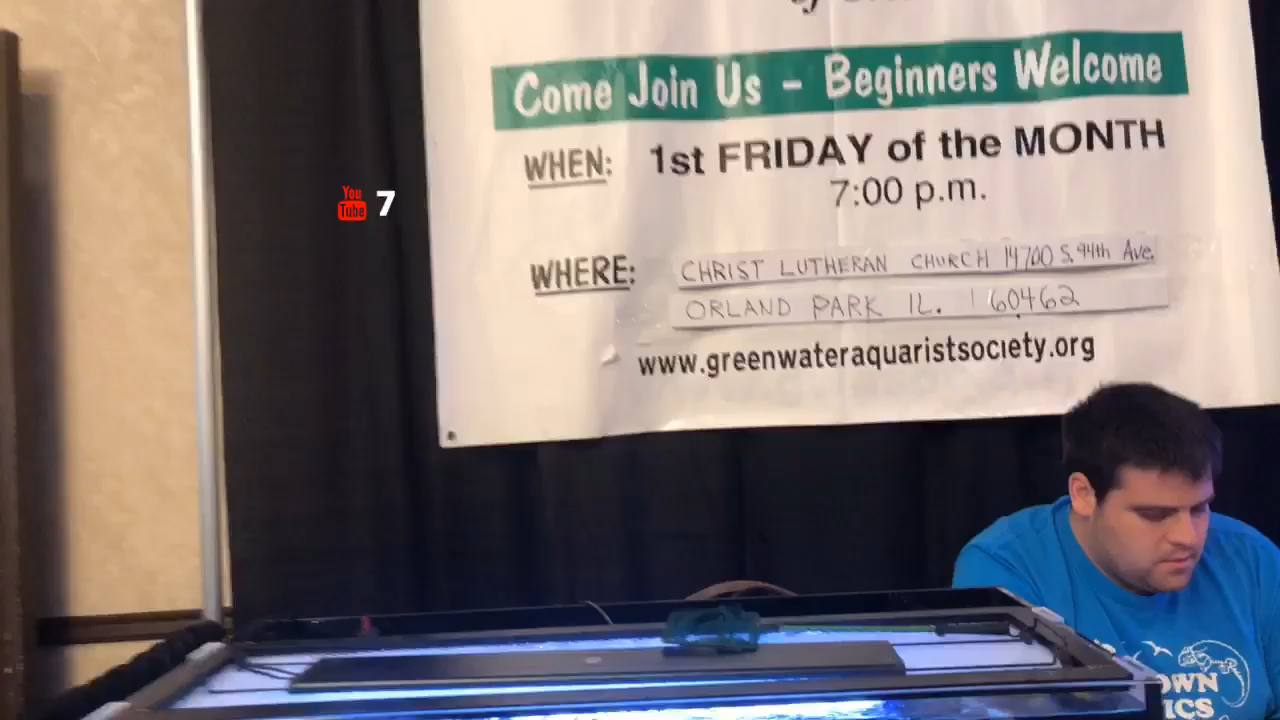 Come Join Us - Beginners Welcome
WHEN: 1st FRIDAY of the MONTH
7:00 p.m.
WHERE: CHRIST LUTHERAN CHURCH 14700 S. 94th Ave.
ORLAND PARK IL. 60462
www.greenwateraquaristsociety.org
You
Tube 7